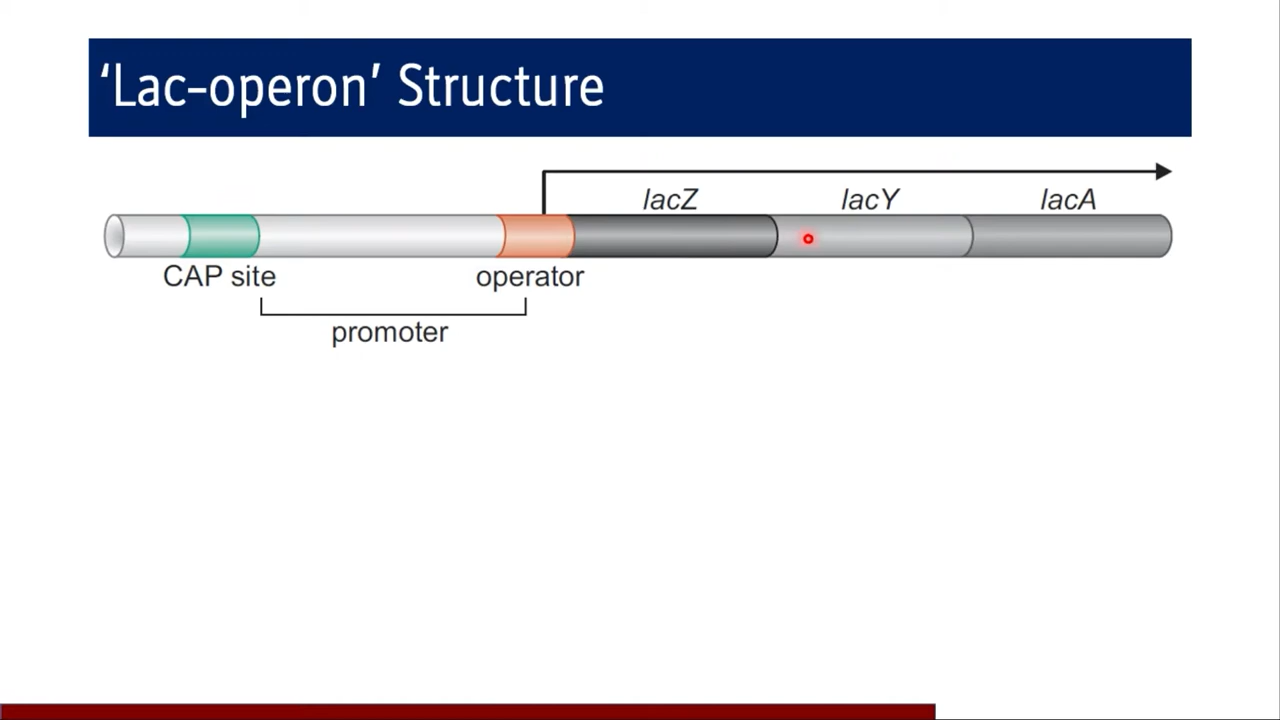 ‘Lac-operon’ Structure
lacZ lacY lacA
CAP site operator
promoter